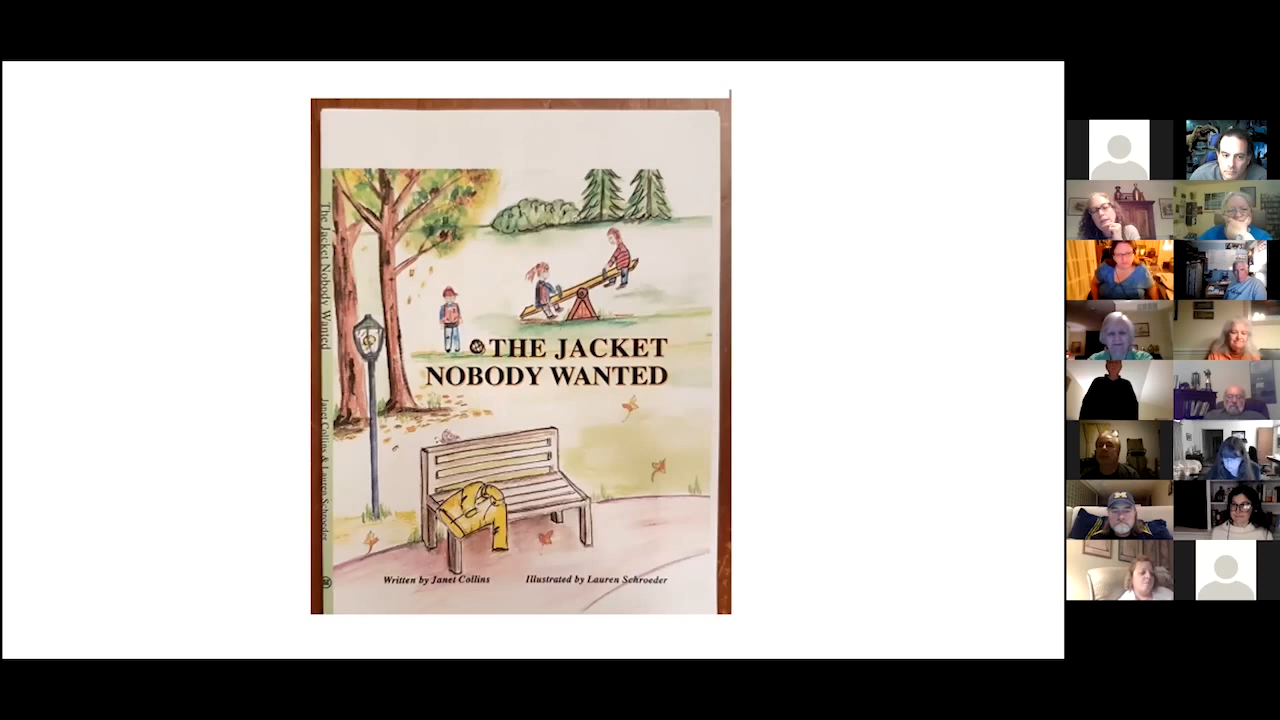 The Jacket Nobody Wanted
Janet Collins & Lauren Schroeder
THE JACKET
NOBODY WANTED
Written by Janet Collins
Illustrated by Lauren Schroeder